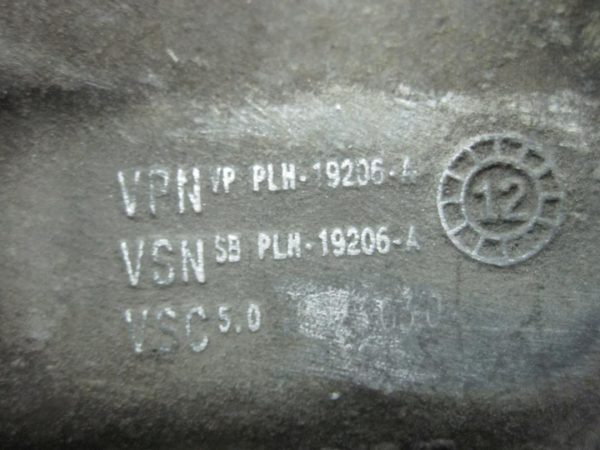 VPN VP PLH-19206-A
12
VSN SB PLH-19206-A
VSC 5.0